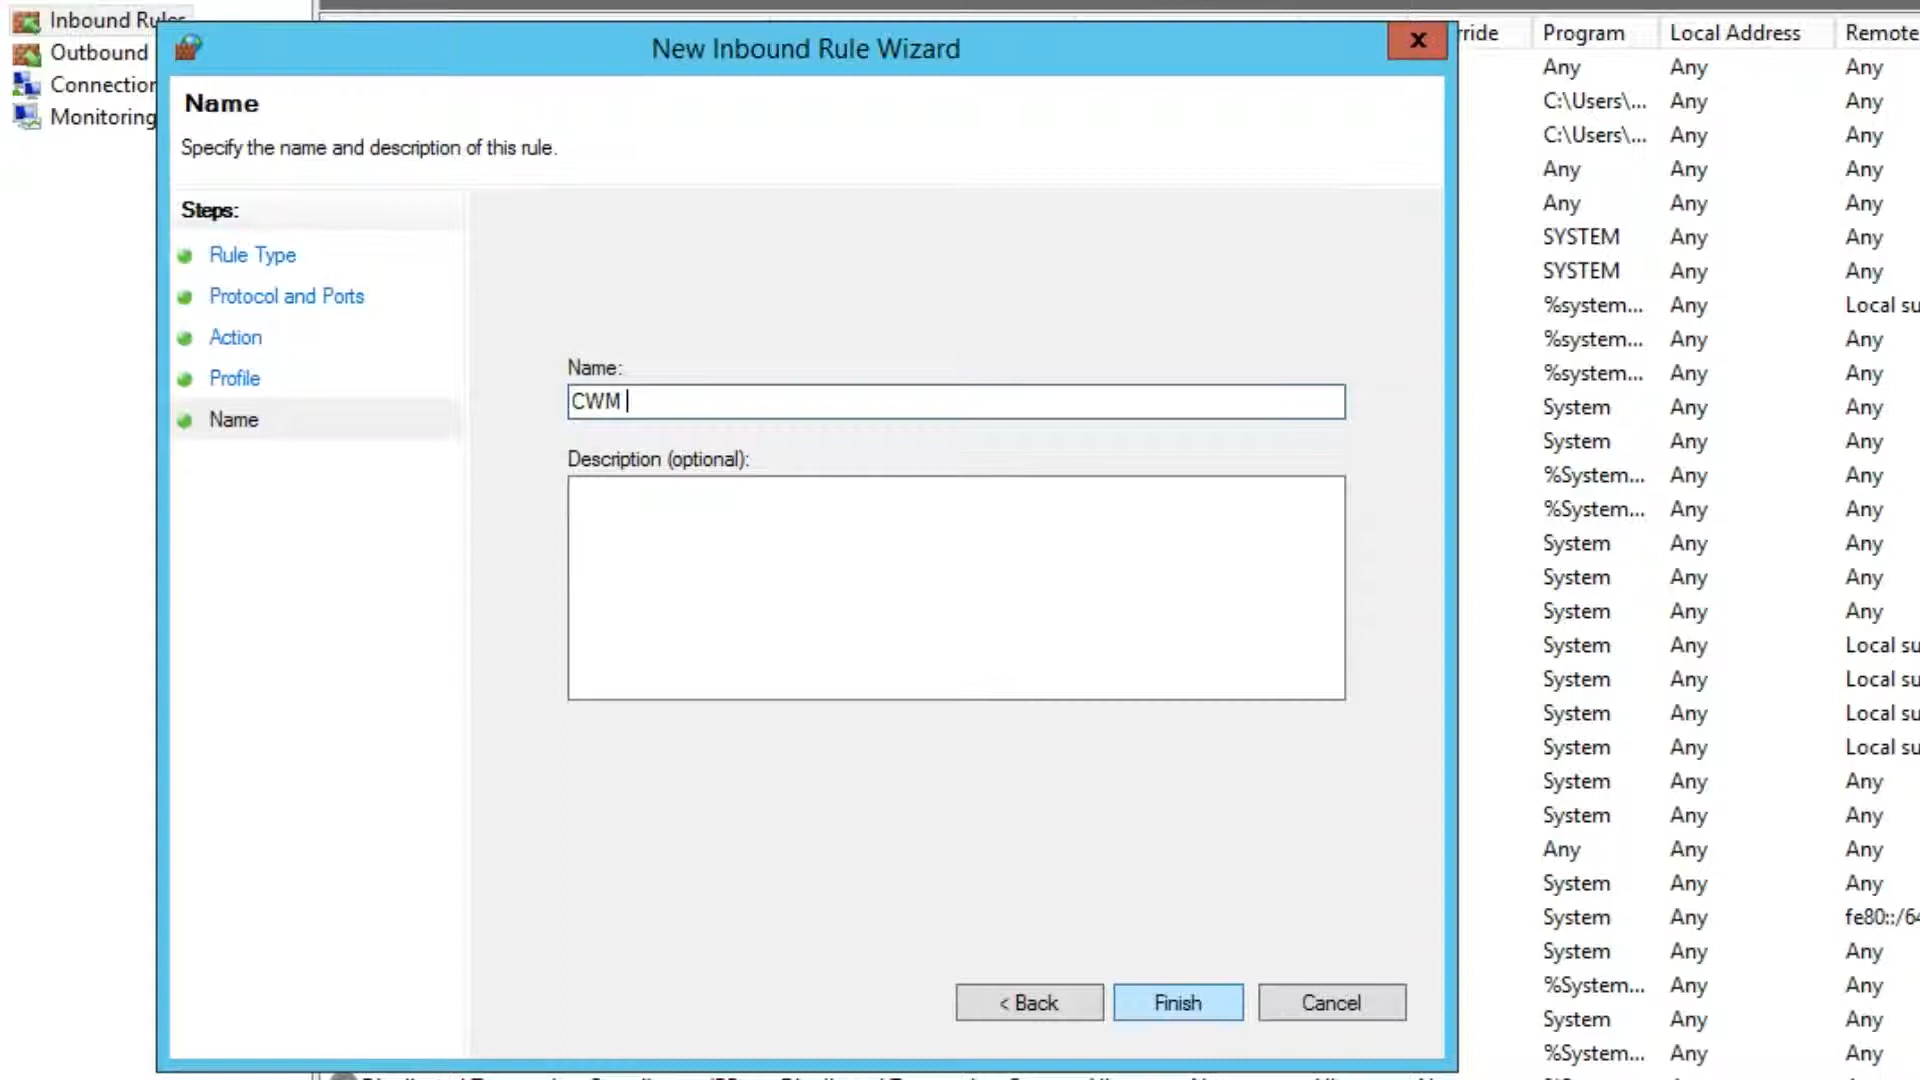 Inbound Rules
Outbound
Connection
Monitoring
New Inbound Rule Wizard
x
Name
Specify the name and description of this rule.
Steps:
Rule Type
Protocol and Ports
Action
Profile
Name
Name:
CWM
Description (optional):
< Back
Finish
Cancel
ride Program Local Address Remote
Any Any Any
C:\Users\... Any Any
C:\Users\... Any Any
Any Any Any
Any Any Any
SYSTEM Any Any
SYSTEM Any Any
%system... Any Local su
%system... Any Any
%system... Any Any
System Any Any
System Any Any
%System... Any Any
%System... Any Any
System Any Any
System Any Any
System Any Any
System Any Local su
System Any Local su
System Any Local su
System Any Local su
System Any Any
System Any Any
Any Any Any
System Any Any
System Any fe80::/64
System Any Any
%System... Any Any
System Any Any
%System... Any Any